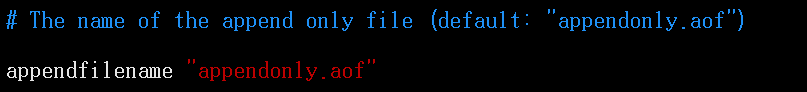 # The name of the append only file (default: "appendonly.aof")
appendfilename "appendonly.aof"